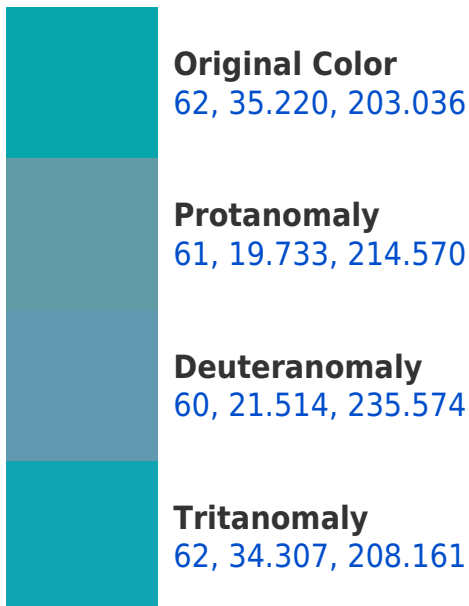 Original Color
62, 35.220, 203.036
Protanomaly
61, 19.733, 214.570
Deuteranomaly
60, 21.514, 235.574
Tritanomaly
62, 34.307, 208.161